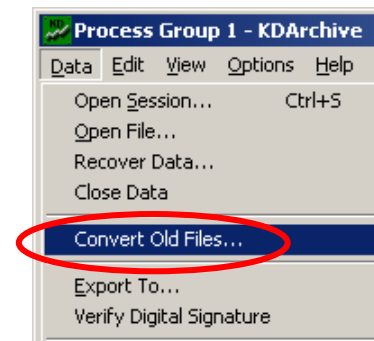 Process Group 1 - KDArchive
Data Edit View Options Help
Open Session... Ctrl+S
Open File...
Recover Data...
Close Data
Convert Old Files...
Export To...
Verify Digital Signature